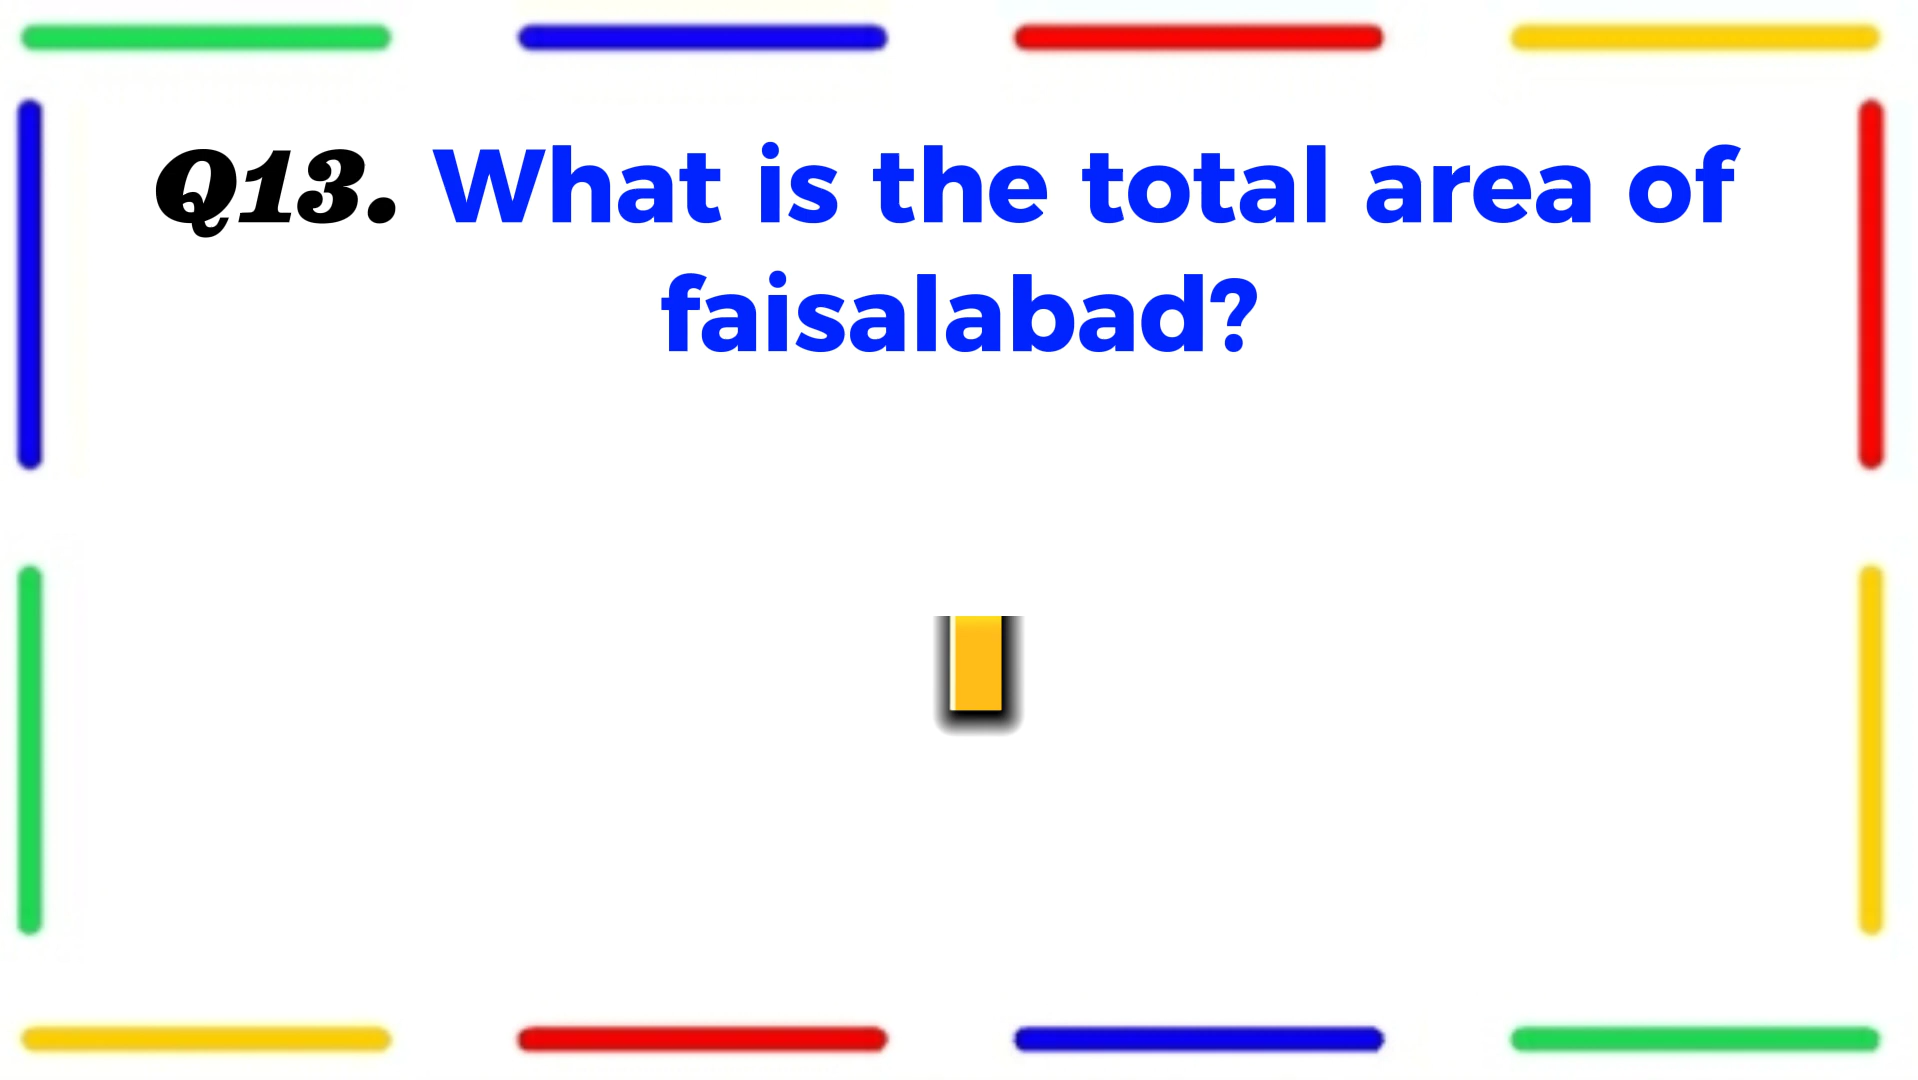 Q13. What is the total area of
faisalabad?